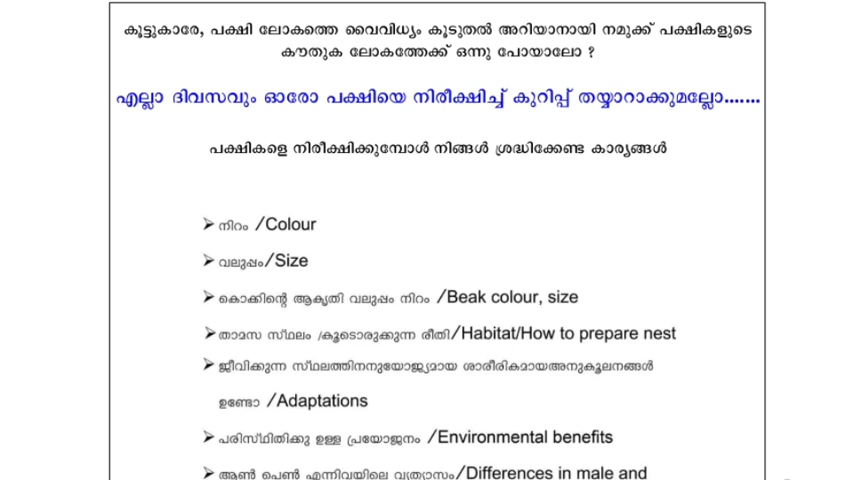 കൂട്ടുകാരേ, പക്ഷി ലോകത്തെ വൈവിധ്യം കൂടുതൽ അറിയാനായി നമുക്ക് പക്ഷികളുടെ
കൗതുക ലോകത്തേക്ക് ഒന്നു പോയാലോ ?
എല്ലാ ദിവസവും ഓരോ പക്ഷിയെ നിരീക്ഷിച്ച് കുറിപ്പ് തയ്യാറാക്കുമല്ലോ.......
പക്ഷികളെ നിരീക്ഷിക്കുമ്പോൾ നിങ്ങൾ ശ്രദ്ധിക്കേണ്ട കാര്യങ്ങൾ
➢ നിറം /Colour
➢ വലുപ്പം/Size
➢ കൊക്കിന്റെ ആകൃതി വലുപ്പം നിറം /Beak colour, size
➢ താമസ സ്ഥലം /കൂടൊരുക്കുന്ന രീതി/Habitat/How to prepare nest
➢ ജീവിക്കുന്ന സ്ഥലത്തിനനുയോജ്യമായ ശാരീരികമായഅനുകൂലനങ്ങൾ
ഉണ്ടോ /Adaptations
➢ പരിസ്ഥിതിക്കു ഉള്ള പ്രയോജനം /Environmental benefits
➢ ആൺ പെൺ എന്നിവയിലെ വ്യത്യാസം/Differences in male and